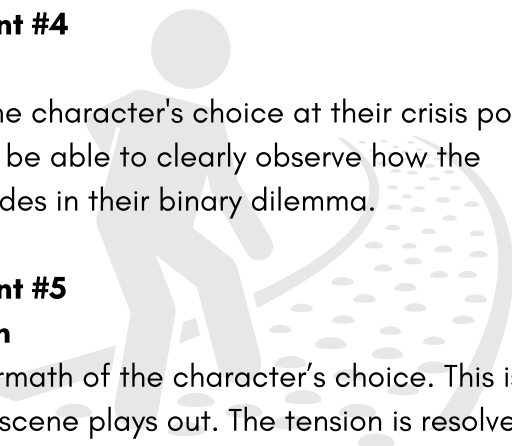 nt #4
he character's choice at their crisis po
be able to clearly observe how the
des in their binary dilemma.
nt #5
n
rmath of the character’s choice. This is
scene plays out. The tension is resolve